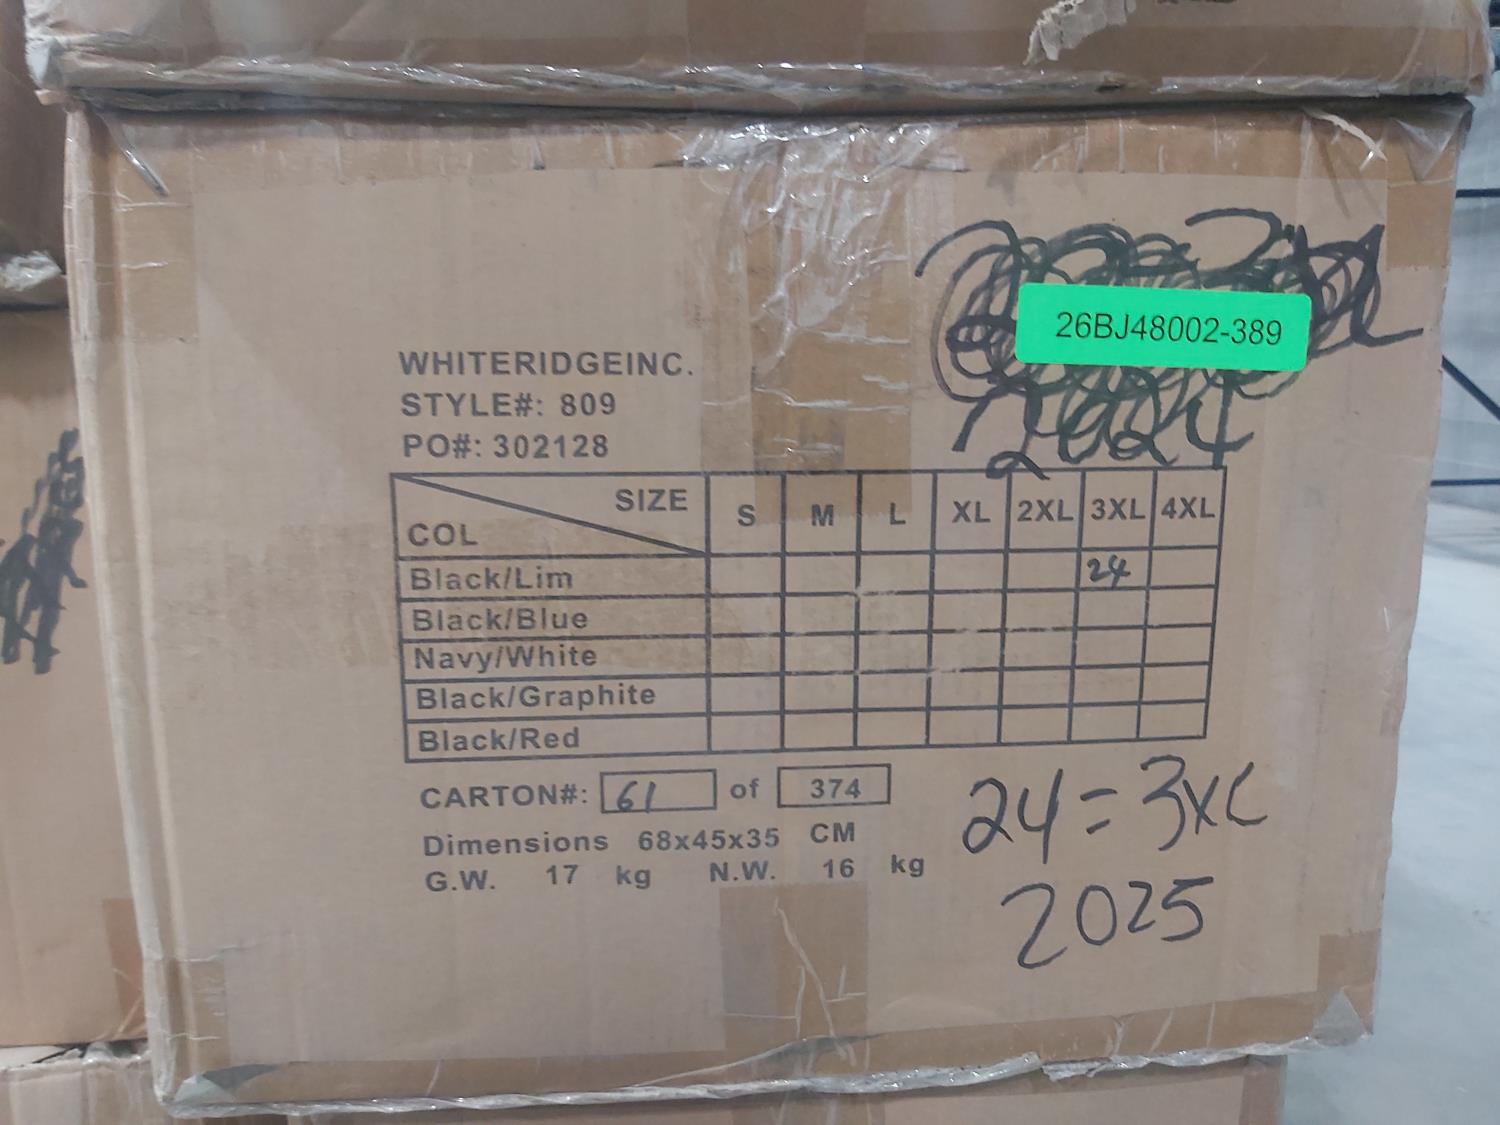 26BJ48002-389
2024
WHITERIDGEINC.
STYLE#: 809
PO#: 302128
SIZE S M L XL 2XL 3XL 4XL
COL
Black/Lim 24
Black/Blue
Navy/White
Black/Graphite
Black/Red
CARTON#: 61 of 374
Dimensions 68x45x35 CM
G.W. 17 kg N.W. 16 kg
24=3XL
2025